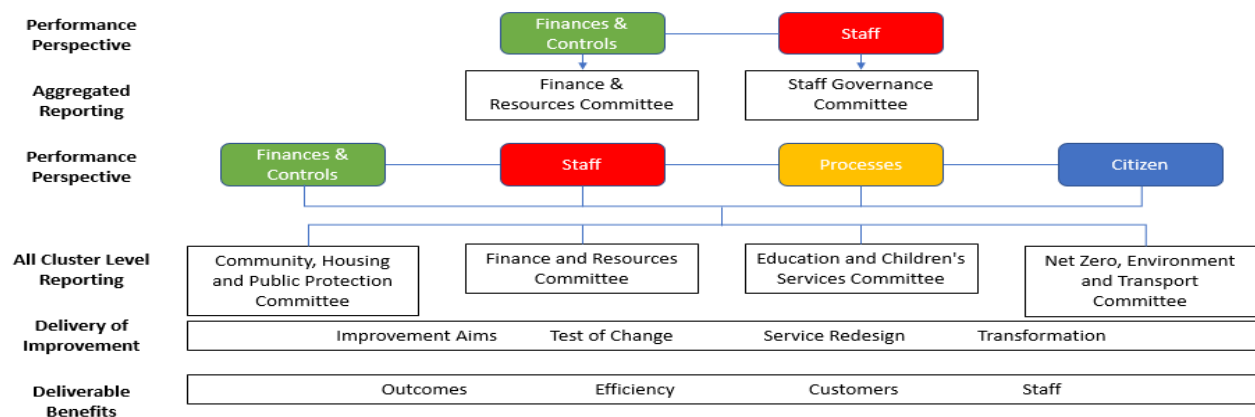 Performance
Perspective
Finances &
Controls
Staff
Aggregated
Reporting
Finance &
Resources Committee
Staff Governance
Committee
Performance
Perspective
Finances &
Controls
Staff
Processes
Citizen
All Cluster Level
Reporting
Community, Housing
and Public Protection
Committee
Finance and Resources
Committee
Education and Children's
Services Committee
Net Zero, Environment
and Transport
Committee
Delivery of
Improvement
Improvement Aims
Test of Change
Service Redesign
Transformation
Deliverable
Benefits
Outcomes
Efficiency
Customers
Staff